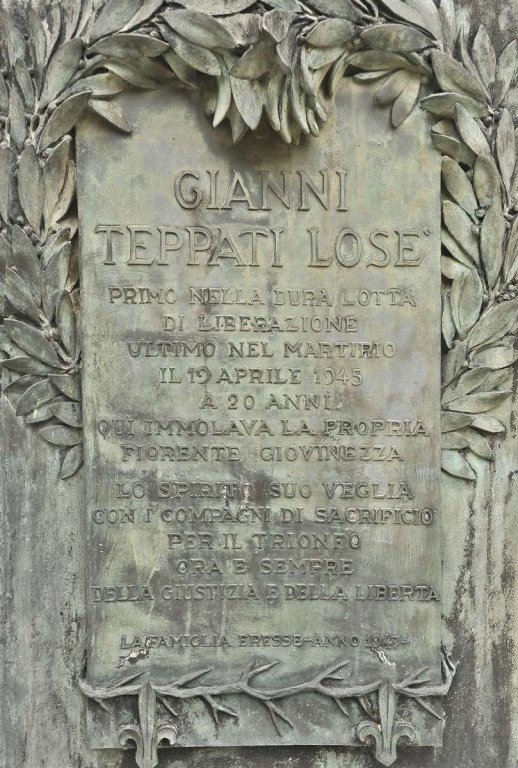 GIANNI
TEPPATI LOSE'
PRIMO NELLA DURA LOTTA
DI LIBERAZIONE
ULTIMO NEL MARTIRIO
IL 19 APRILE 1945
A 20 ANNI
QUI IMMOLAVA LA PROPRIA
FIORENTE GIOVINEZZA
LO SPIRITO SUO VEGLIA
CON I COMPAGNI DI SACRIFICIO
PER IL TRIONFO
ORA E SEMPRE
DELLA GIUSTIZIA E DELLA LIBERTA
LA FAMIGLIA ERESSE-ANNO